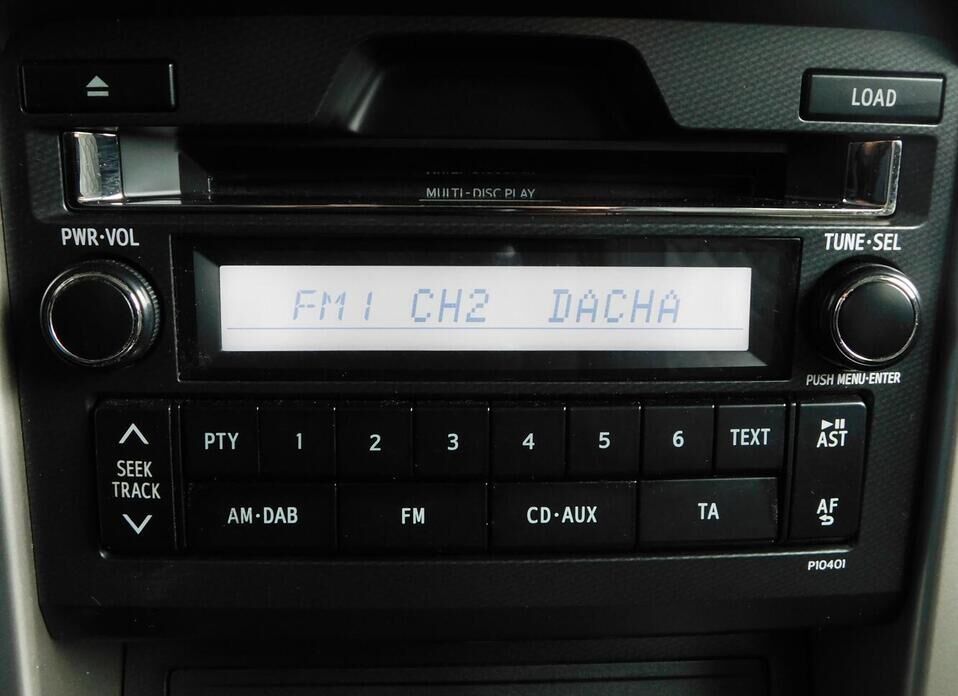 LOAD
MULTI-DISC PLAY
PWR·VOL
TUNE·SEL
FM1 CH2 DACHA
PUSH MENU·ENTER
SEEK
TRACK
PTY 1 2 3 4 5 6 TEXT
AST
AM·DAB FM CD·AUX TA
AF
P10401